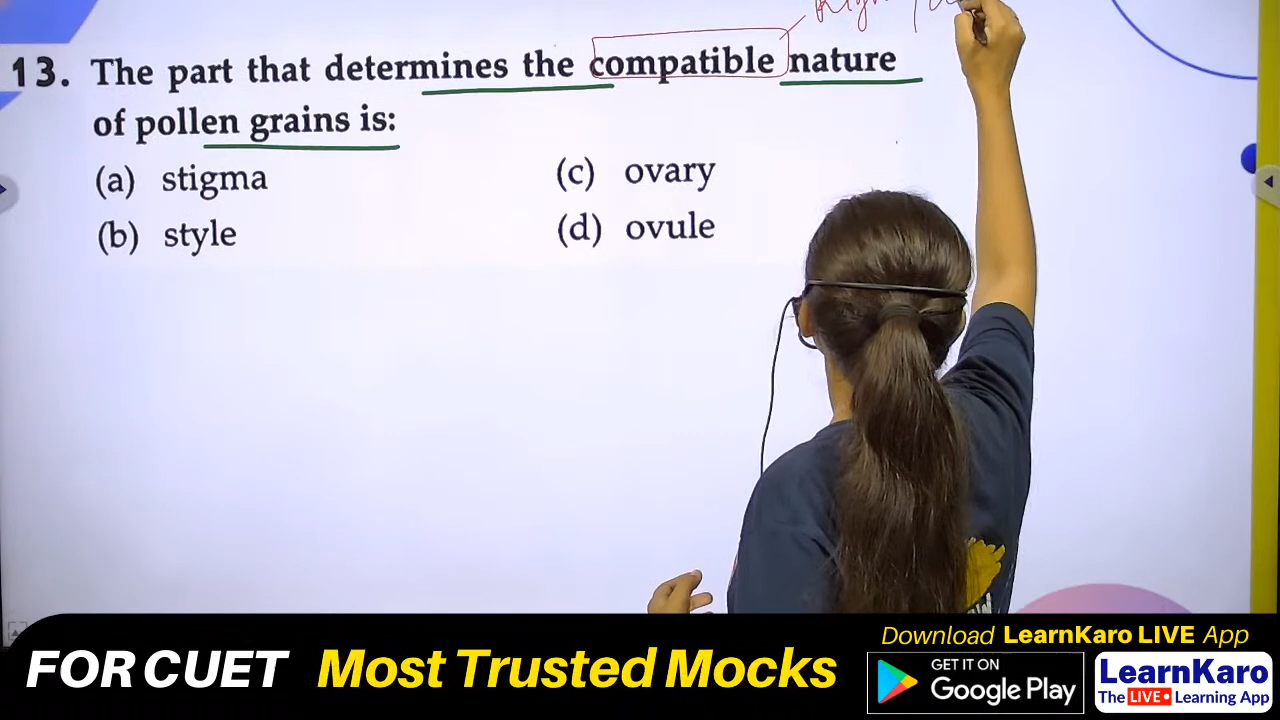 13. The part that determines the compatible nature
of pollen grains is:
(a) stigma
(c) ovary
(b) style
(d) ovule
FOR CUET Most Trusted Mocks
Download LearnKaro LIVE App
GET IT ON
Google Play
LearnKaro
The LIVE Learning App